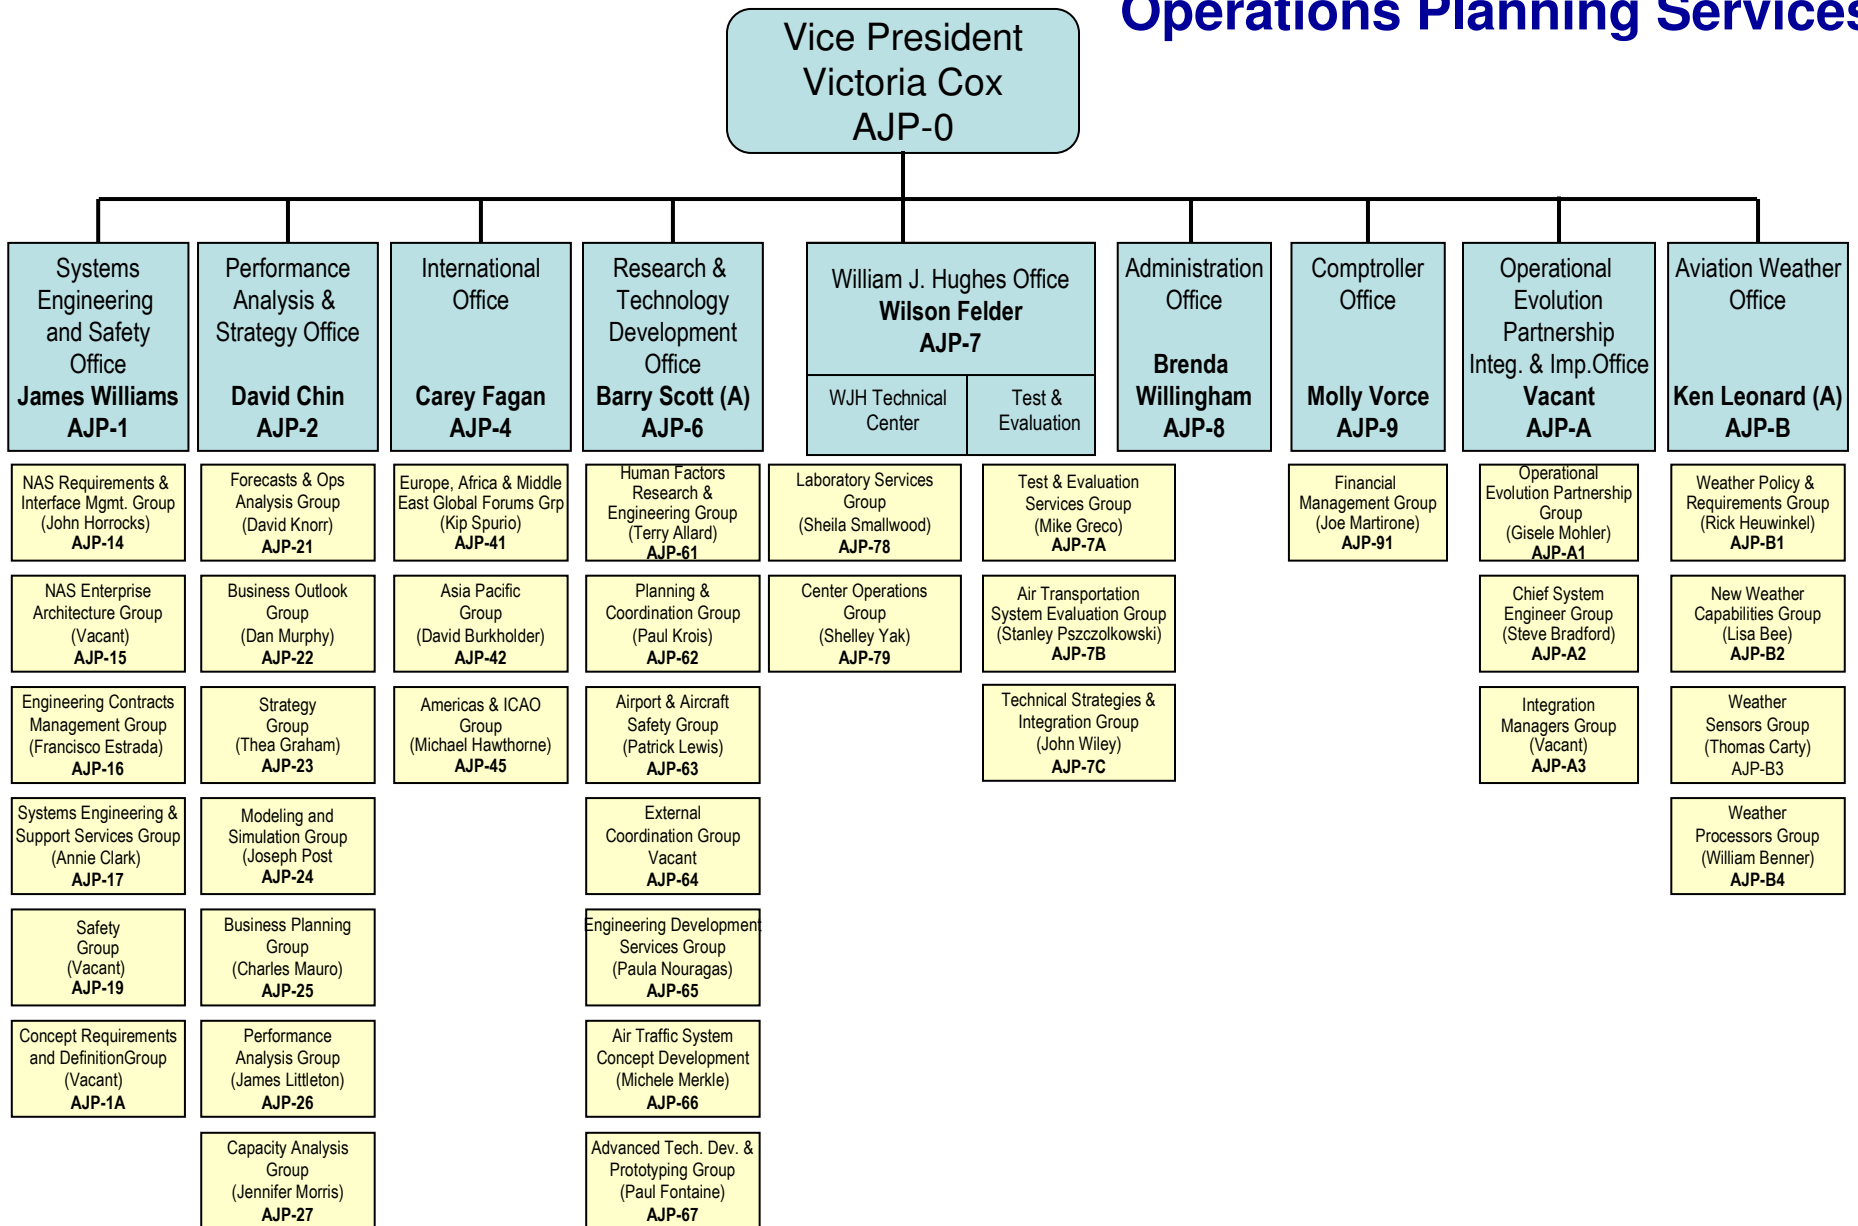 Operations Planning Services
Vice President
Victoria Cox
AJP-0
Systems
Engineering
and Safety
Office
James Williams
AJP-1
Performance
Analysis &
Strategy Office
David Chin
AJP-2
International
Office
Carey Fagan
AJP-4
Research &
Technology
Development
Office
Barry Scott (A)
AJP-6
William J. Hughes Office
Wilson Felder
AJP-7
WJH Technical
Center
Test &
Evaluation
Administration
Office
Brenda
Willingham
AJP-8
Comptroller
Office
Molly Vorce
AJP-9
Operational
Evolution
Partnership
Integ. & Imp.Office
Vacant
AJP-A
Aviation Weather
Office
Ken Leonard (A)
AJP-B
NAS Requirements &
Interface Mgmt. Group
(John Horrocks)
AJP-14
NAS Enterprise
Architecture Group
(Vacant)
AJP-15
Engineering Contracts
Management Group
(Francisco Estrada)
AJP-16
Systems Engineering &
Support Services Group
(Annie Clark)
AJP-17
Safety
Group
(Vacant)
AJP-19
Concept Requirements
and DefinitionGroup
(Vacant)
AJP-1A
Forecasts & Ops
Analysis Group
(David Knorr)
AJP-21
Business Outlook
Group
(Dan Murphy)
AJP-22
Strategy
Group
(Thea Graham)
AJP-23
Modeling and
Simulation Group
(Joseph Post
AJP-24
Business Planning
Group
(Charles Mauro)
AJP-25
Performance
Analysis Group
(James Littleton)
AJP-26
Capacity Analysis
Group
(Jennifer Morris)
AJP-27
Europe, Africa & Middle
East Global Forums Grp
(Kip Spurio)
AJP-41
Asia Pacific
Group
(David Burkholder)
AJP-42
Americas & ICAO
Group
(Michael Hawthorne)
AJP-45
Human Factors
Research &
Engineering Group
(Terry Allard)
AJP-61
Planning &
Coordination Group
(Paul Krois)
AJP-62
Airport & Aircraft
Safety Group
(Patrick Lewis)
AJP-63
External
Coordination Group
Vacant
AJP-64
Engineering Development
Services Group
(Paula Nouragas)
AJP-65
Air Traffic System
Concept Development
(Michele Merkle)
AJP-66
Advanced Tech. Dev. &
Prototyping Group
(Paul Fontaine)
AJP-67
Laboratory Services
Group
(Sheila Smallwood)
AJP-78
Center Operations
Group
(Shelley Yak)
AJP-79
Test & Evaluation
Services Group
(Mike Greco)
AJP-7A
Air Transportation
System Evaluation Group
(Stanley Pszczolkowski)
AJP-7B
Technical Strategies &
Integration Group
(John Wiley)
AJP-7C
Financial
Management Group
(Joe Martirone)
AJP-91
Operational
Evolution Partnership
Group
(Gisele Mohler)
AJP-A1
Chief System
Engineer Group
(Steve Bradford)
AJP-A2
Integration
Managers Group
(Vacant)
AJP-A3
Weather Policy &
Requirements Group
(Rick Heuwinkel)
AJP-B1
New Weather
Capabilities Group
(Lisa Bee)
AJP-B2
Weather
Sensors Group
(Thomas Carty)
AJP-B3
Weather
Processors Group
(William Benner)
AJP-B4